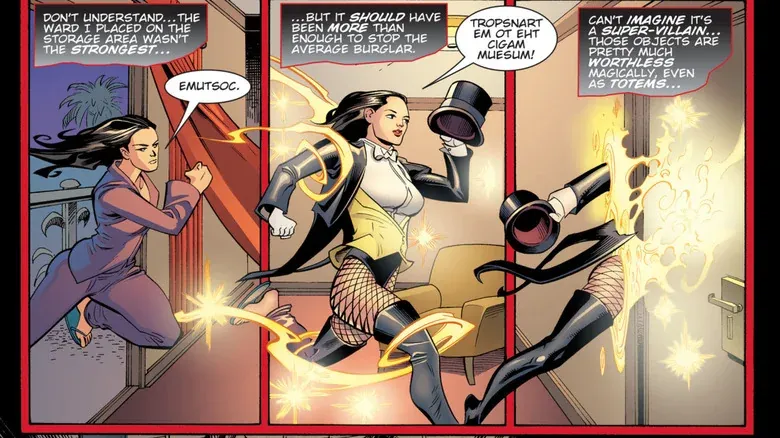 DON'T UNDERSTAND...THE
WARD I PLACED ON THE
STORAGE AREA WASN'T
THE STRONGEST...
EMUTSOC.
...BUT IT SHOULD HAVE
BEEN MORE THAN
ENOUGH TO STOP THE
AVERAGE BURGLAR.
TROPSNART
EM OT EHT
CIGAM
MUESUM!
CAN'T IMAGINE IT'S
A SUPER-VILLAIN...
THOSE OBJECTS ARE
PRETTY MUCH
WORTHLESS
MAGICALLY, EVEN
AS TOTEMS...